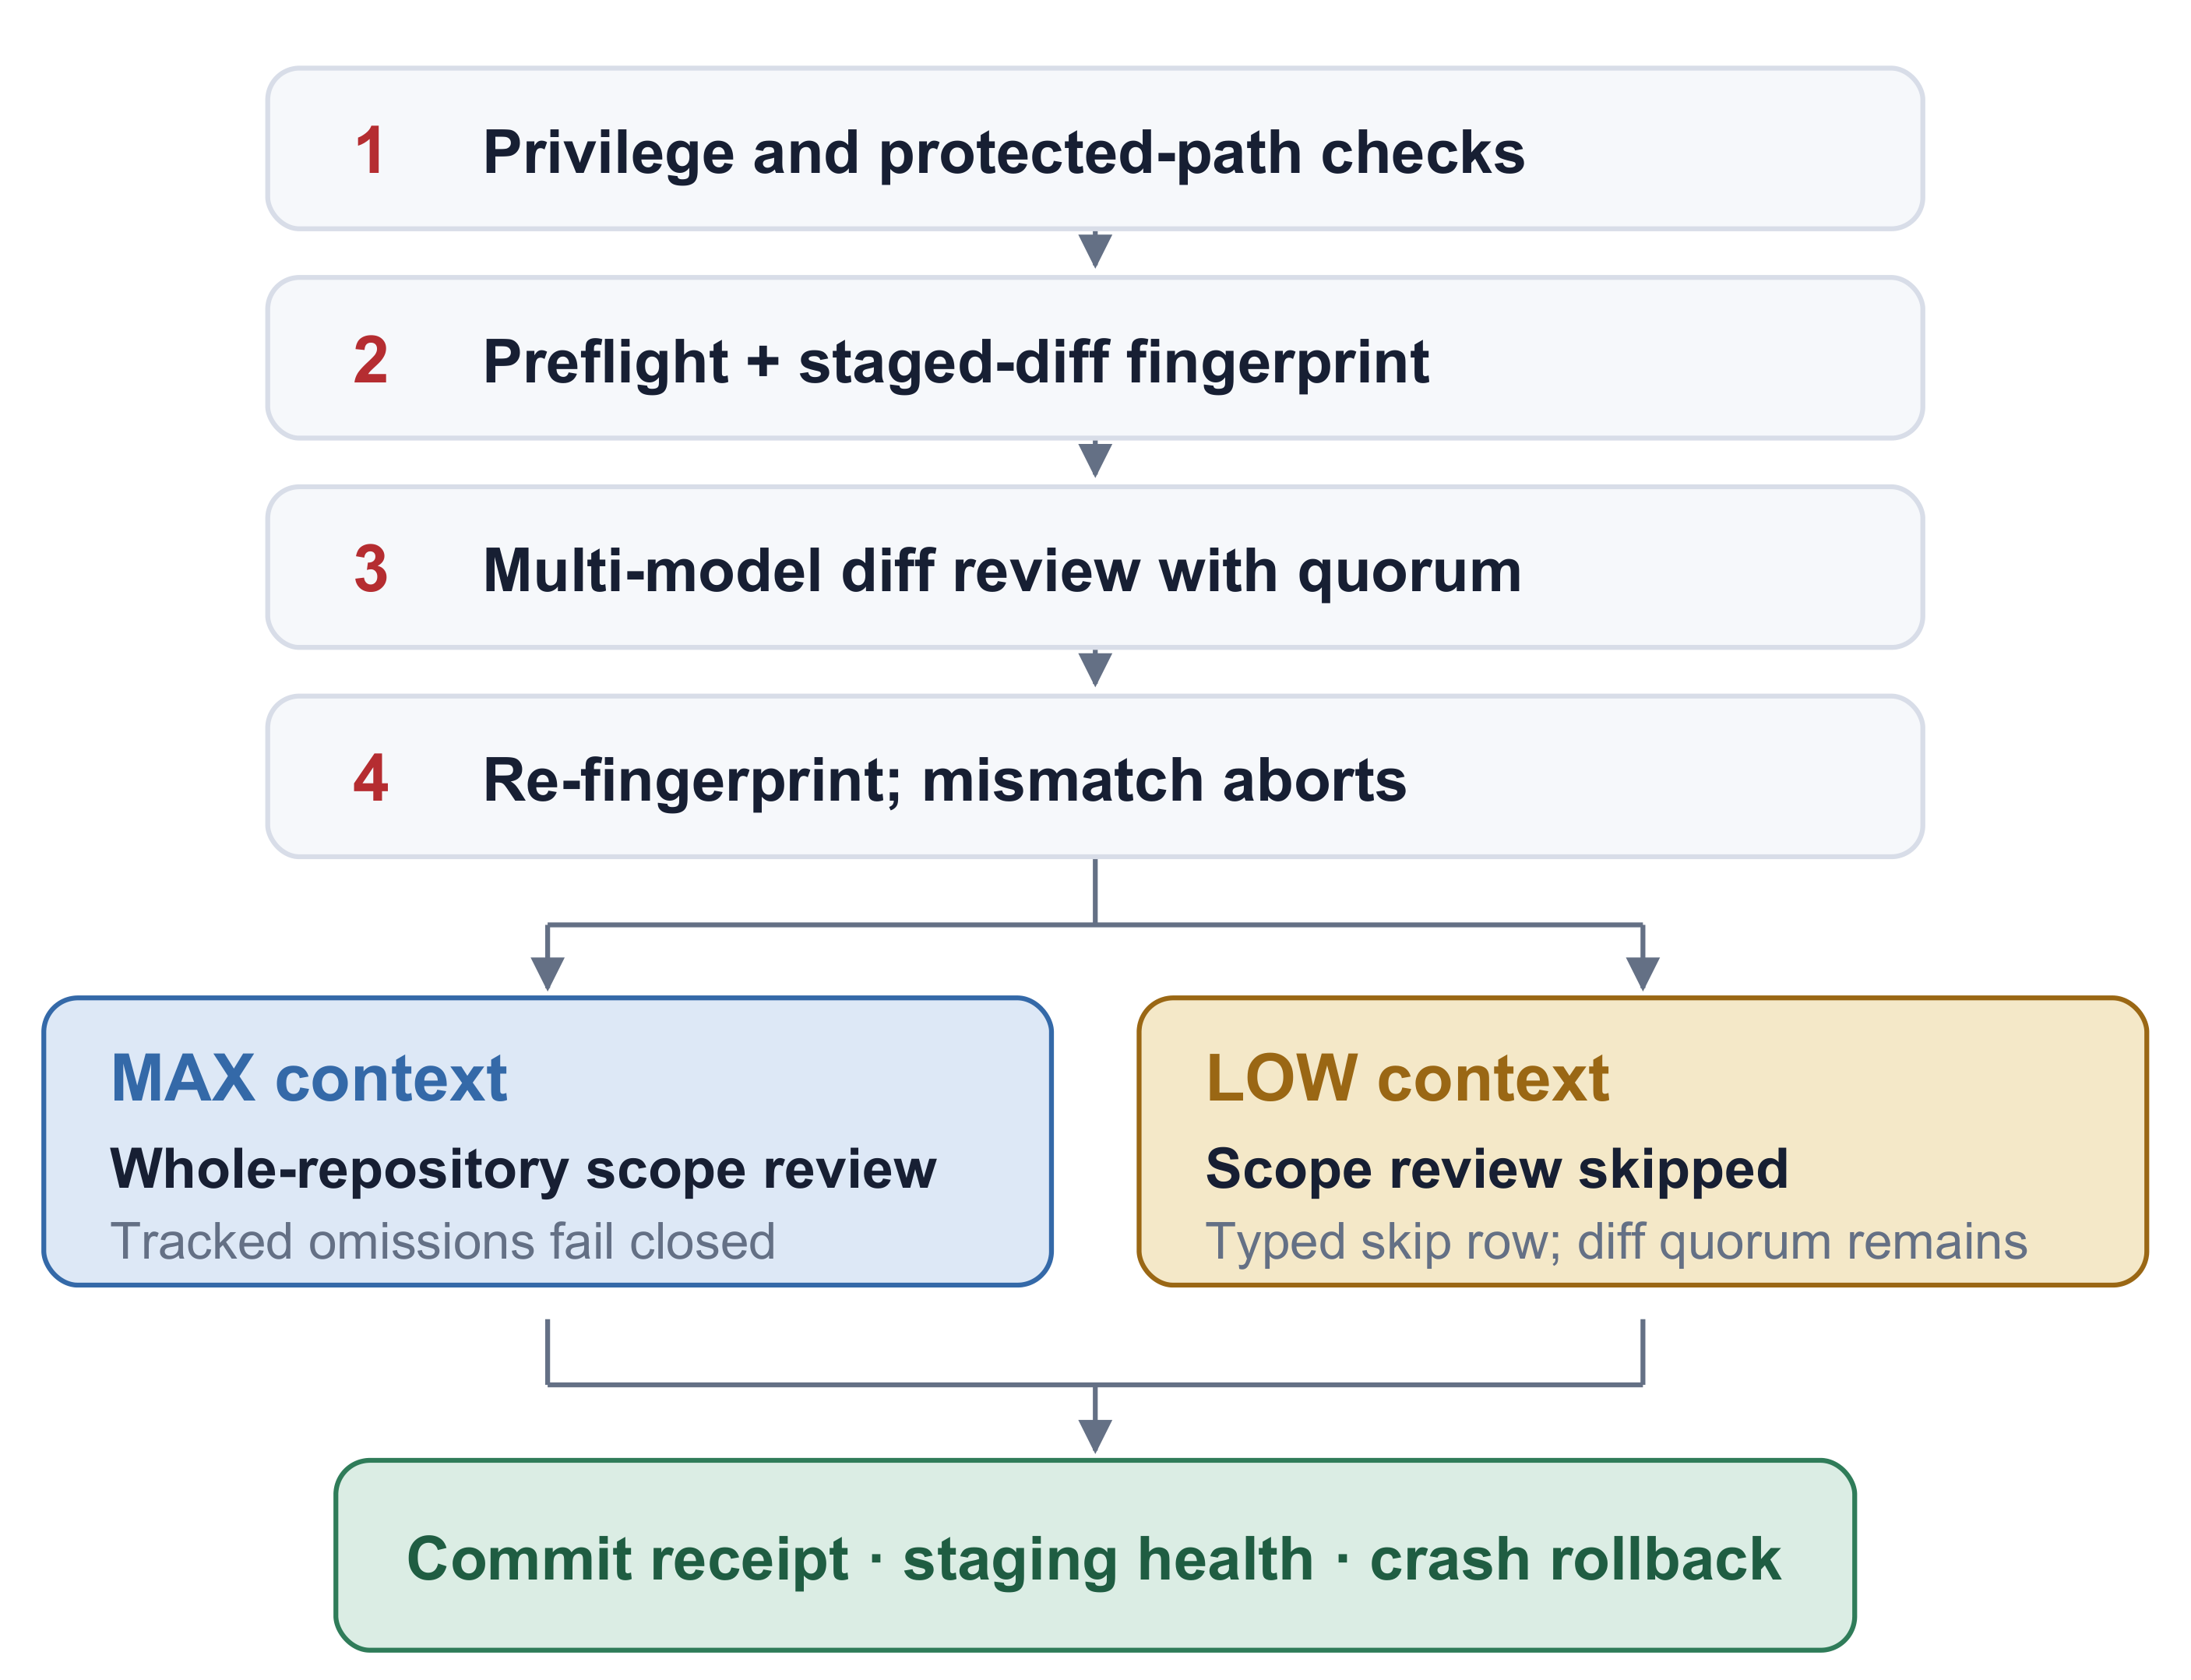 1 Privilege and protected-path checks
2 Preflight + staged-diff fingerprint
3 Multi-model diff review with quorum
4 Re-fingerprint; mismatch aborts
MAX context
Whole-repository scope review
Tracked omissions fail closed
LOW context
Scope review skipped
Typed skip row; diff quorum remains
Commit receipt · staging health · crash rollback